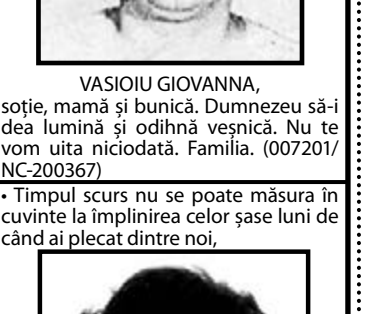 VASIOIU GIOVANNA,
soție, mamă și bunică. Dumnezeu să-i
dea lumină și odihnă veșnică. Nu te
vom uita niciodată. Familia. (007201/
NC-200367)
• Timpul scurs nu se poate măsura în
cuvinte la împlinirea celor șase luni de
când ai plecat dintre noi,